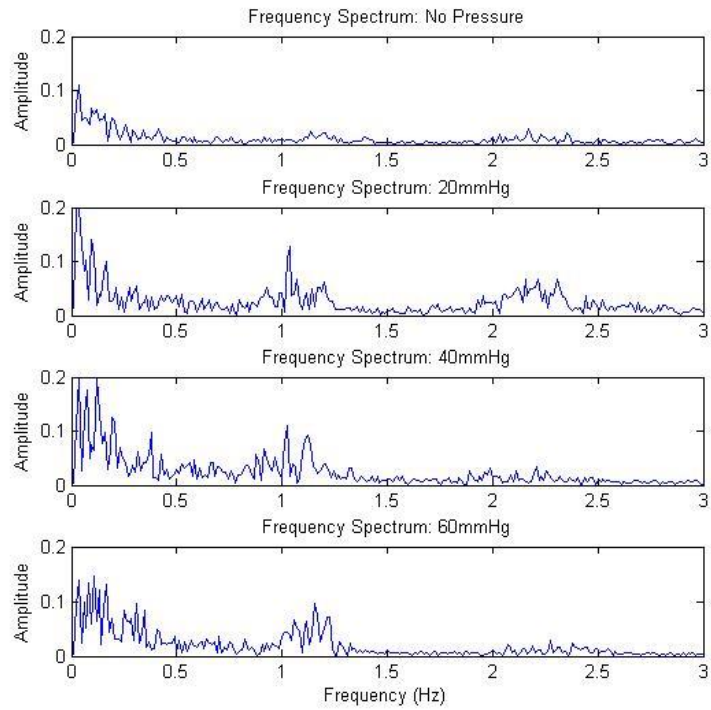 Frequency Spectrum: No Pressure
0.2
0.1
0
Amplitude
0 0.5 1 1.5 2 2.5 3
Frequency Spectrum: 20mmHg
0.2
0.1
0
Amplitude
0 0.5 1 1.5 2 2.5 3
Frequency Spectrum: 40mmHg
0.2
0.1
0
Amplitude
0 0.5 1 1.5 2 2.5 3
Frequency Spectrum: 60mmHg
0.2
0.1
0
Amplitude
0 0.5 1 1.5 2 2.5 3
Frequency (Hz)